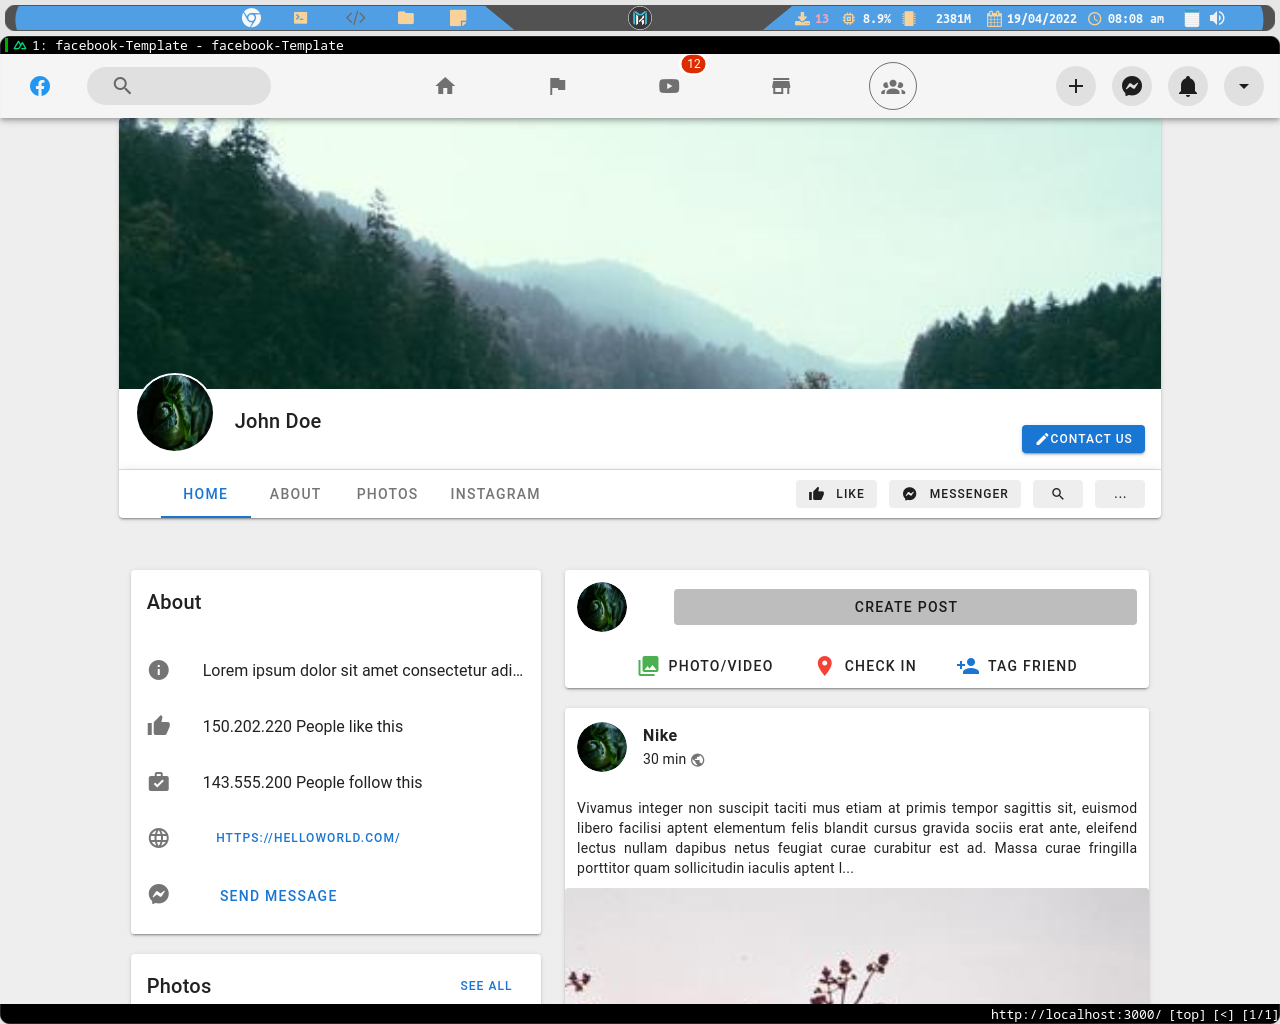 13 8.9% 2381M 19/04/2022 08:08 am
1: facebook-Template - facebook-Template
12
John Doe
CONTACT US
HOME ABOUT PHOTOS INSTAGRAM LIKE MESSENGER ...
About
Lorem ipsum dolor sit amet consectetur adi...
150.202.220 People like this
143.555.200 People follow this
HTTPS://HELLOWORLD.COM/
SEND MESSAGE
Photos SEE ALL
CREATE POST
PHOTO/VIDEO CHECK IN TAG FRIEND
Nike
30 min
Vivamus integer non suscipit taciti mus etiam at primis tempor sagittis sit, euismod
libero facilisi aptent elementum felis blandit cursus gravida sociis erat ante, eleifend
lectus nullam dapibus netus feugiat curae curabitur est ad. Massa curae fringilla
porttitor quam sollicitudin iaculis aptent l...
http://localhost:3000/ [top] [<] [1/1]